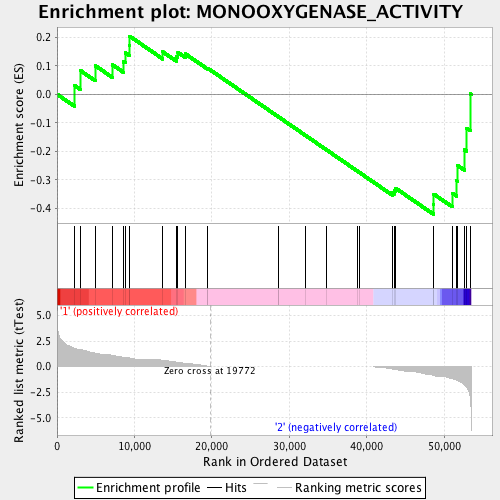 Enrichment plot: MONOOXYGENASE_ACTIVITY
Enrichment score (ES)
0.2
0.1
0.0
-0.1
-0.2
-0.3
-0.4
'1' (positively correlated)
Ranked list metric (tTest)
5.0
2.5
0.0
-2.5
-5.0
Zero cross at 19772
'2' (negatively correlated)
0
10,000
20,000
30,000
40,000
50,000
Rank in Ordered Dataset
Enrichment profile
Hits
Ranking metric scores